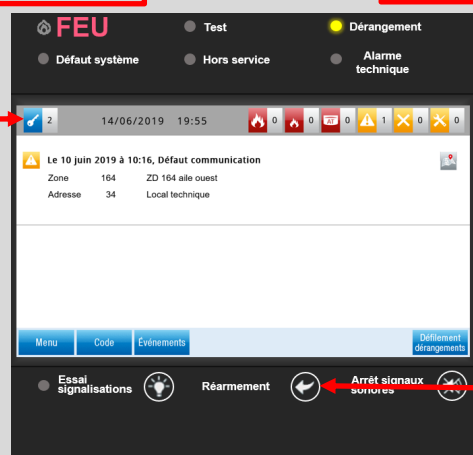 FEU
Test
Dérangement
Défaut système
Hors service
Alarme
technique
2
14/06/2019 19:55
0
0
AT 0
1
0
0
Le 10 juin 2019 à 10:16, Défaut communication
Zone 164 ZD 164 aile ouest
Adresse 34 Local technique
Menu
Code
Événements
Défilement
dérangements
Essai
signalisations
Réarmement
Arrêt signaux
sonores